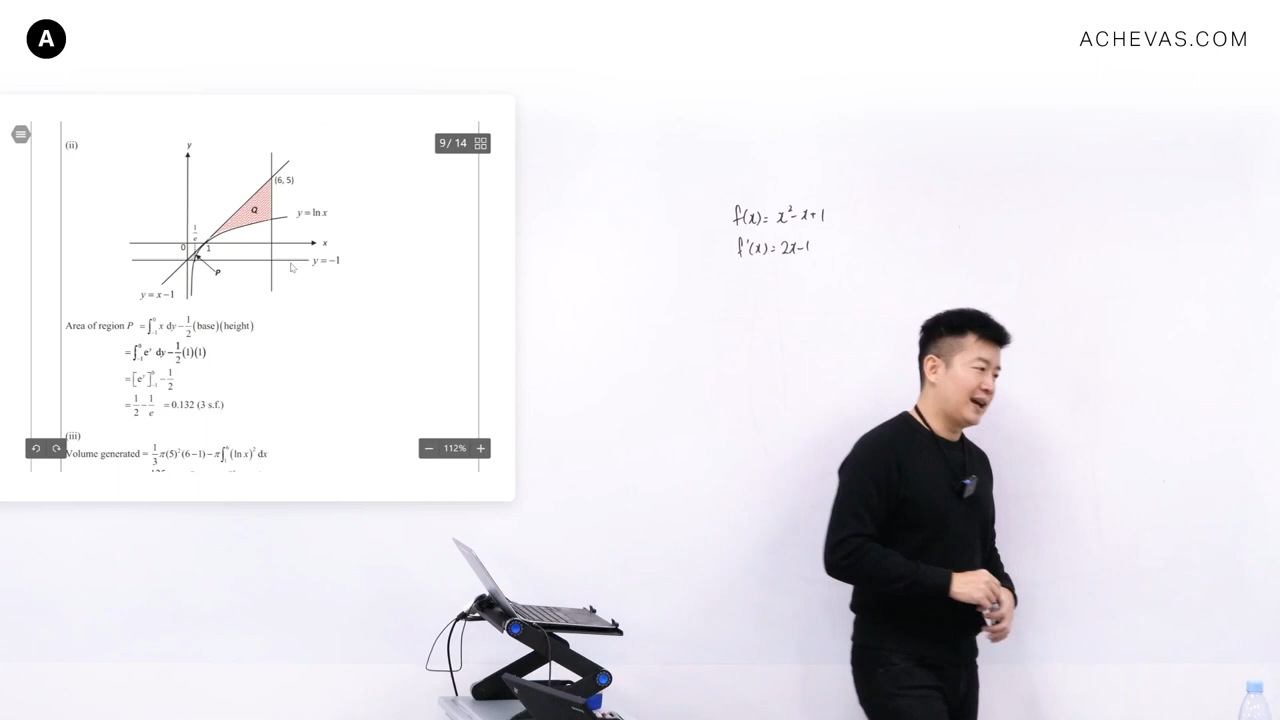 A
ACHEVAS.COM
9 / 14
(ii)
y
(6, 5)
Q
y = ln x
1/e
0
1
x
y = −1
P
y = x − 1
Area of region P = ∫₋₁⁰ x dy − 1/2 (base)(height)
= ∫₋₁⁰ eʸ dy − 1/2 (1)(1)
= [eʸ]₋₁⁰ − 1/2
= 1/2 − 1/e = 0.132 (3 s.f.)
(iii)
Volume generated = 1/3 π(5)²(6−1) − π∫₁⁶ (ln x)² dx
112%
f(x) = x² − x + 1
f'(x) = 2x − 1